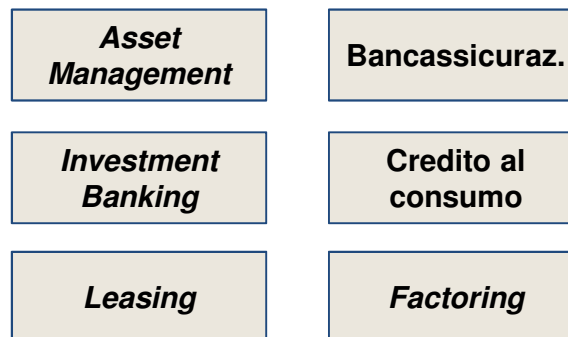 Asset
Management
Bancassicuraz.
Investment
Banking
Credito al
consumo
Leasing
Factoring